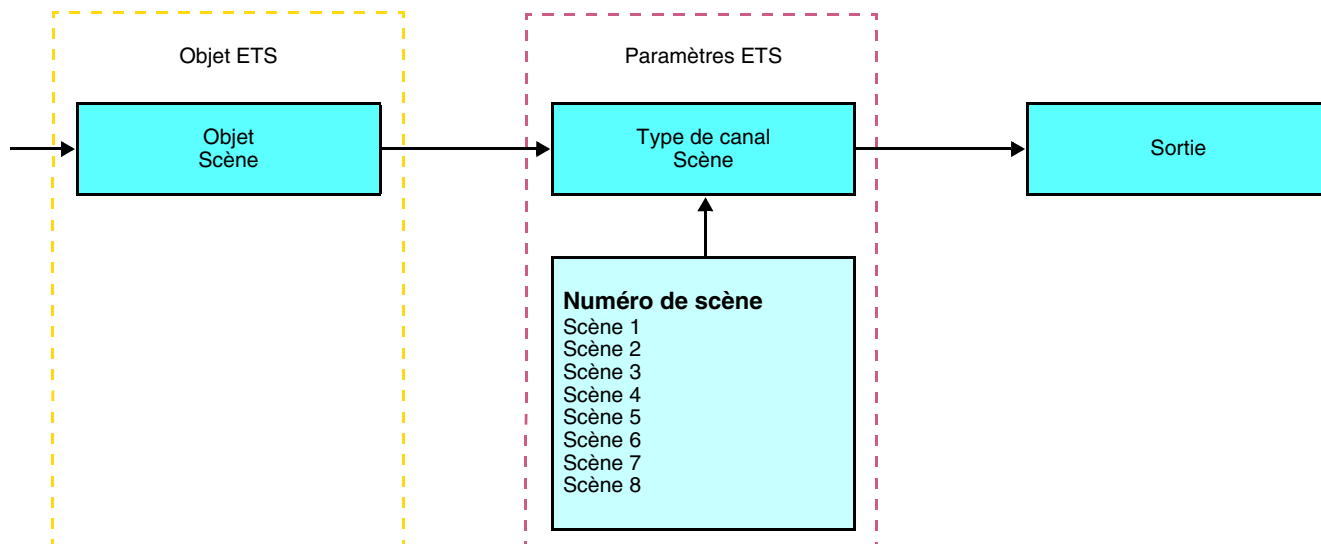 Objet ETS
Paramètres ETS
Objet
Scène
Type de canal
Scène
Sortie
Numéro de scène
Scène 1
Scène 2
Scène 3
Scène 4
Scène 5
Scène 6
Scène 7
Scène 8